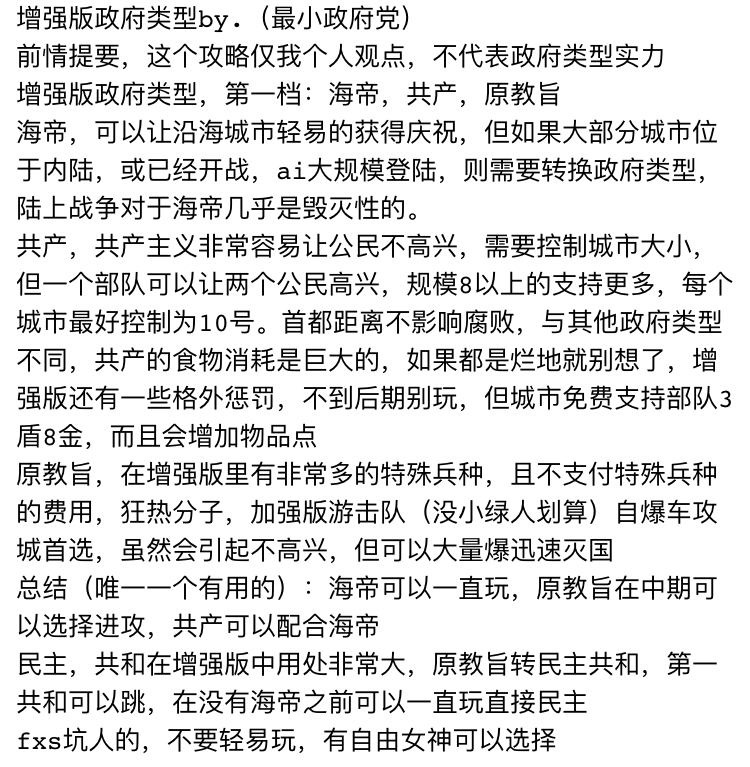 增强版政府类型by.（最小政府党）
前情提要，这个攻略仅我个人观点，不代表政府类型实力
增强版政府类型，第一档：海帝，共产，原教旨
海帝，可以让沿海城市轻易的获得庆祝，但如果大部分城市位
于内陆，或已经开战，ai大规模登陆，则需要转换政府类型，
陆上战争对于海帝几乎是毁灭性的。
共产，共产主义非常容易让公民不高兴，需要控制城市大小，
但一个部队可以让两个公民高兴，规模8以上的支持更多，每个
城市最好控制为10号。首都距离不影响腐败，与其他政府类型
不同，共产的食物消耗是巨大的，如果都是烂地就别想了，增
强版还有一些格外惩罚，不到后期别玩，但城市免费支持部队3
盾8金，而且会增加物品点
原教旨，在增强版里有非常多的特殊兵种，且不支付特殊兵种
的费用，狂热分子，加强版游击队（没小绿人划算）自爆车攻
城首选，虽然会引起不高兴，但可以大量爆迅速灭国
总结（唯一一个有用的）：海帝可以一直玩，原教旨在中期可
以选择进攻，共产可以配合海帝
民主，共和在增强版中用处非常大，原教旨转民主共和，第一
共和可以跳，在没有海帝之前可以一直玩直接民主
fxs坑人的，不要轻易玩，有自由女神可以选择